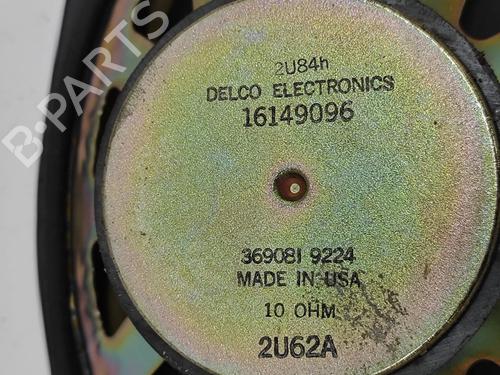 2U84h
DELCO ELECTRONICS
16149096
369081 9224
MADE IN USA
10 OHM
2U62A
B-PARTS